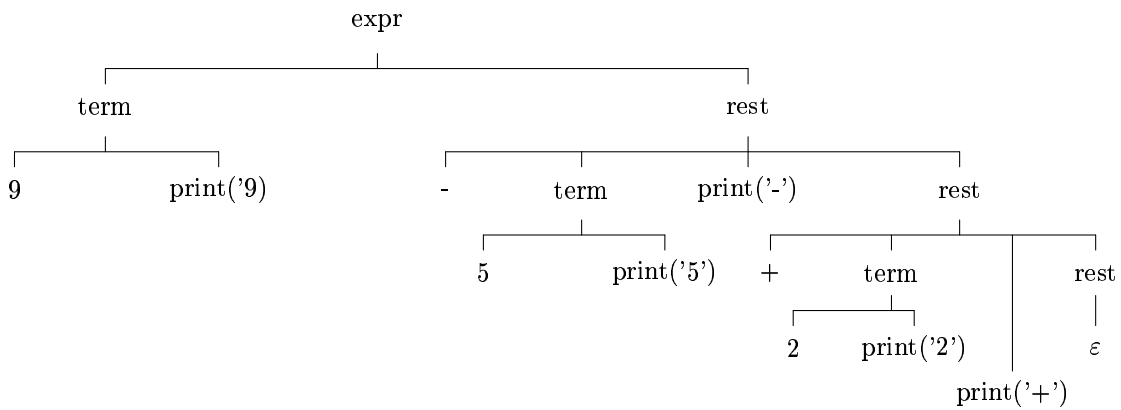 expr
term rest
9 print('9) - term print('-') rest
5 print('5') + term rest
2 print('2') ε
print('+')